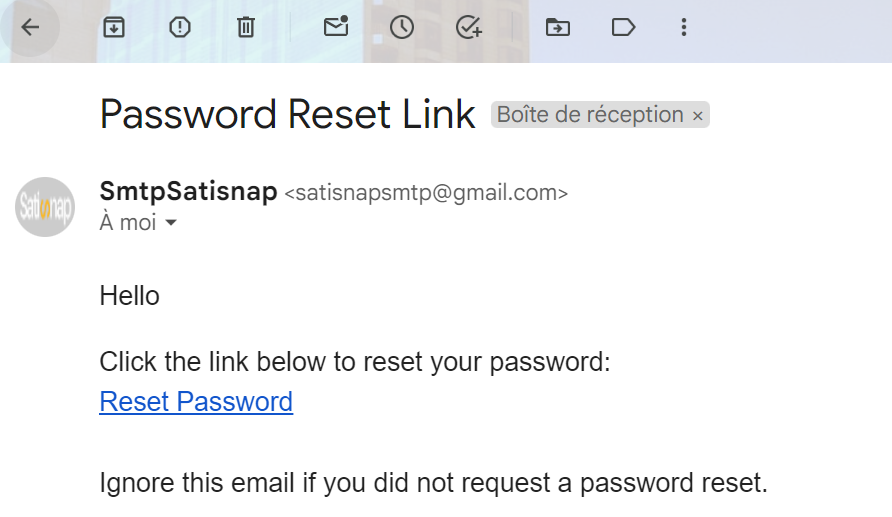 Password Reset Link Boîte de réception ×
Satisnap
SmtpSatisnap <satisnapsmtp@gmail.com>
À moi
Hello
Click the link below to reset your password:
Reset Password
Ignore this email if you did not request a password reset.